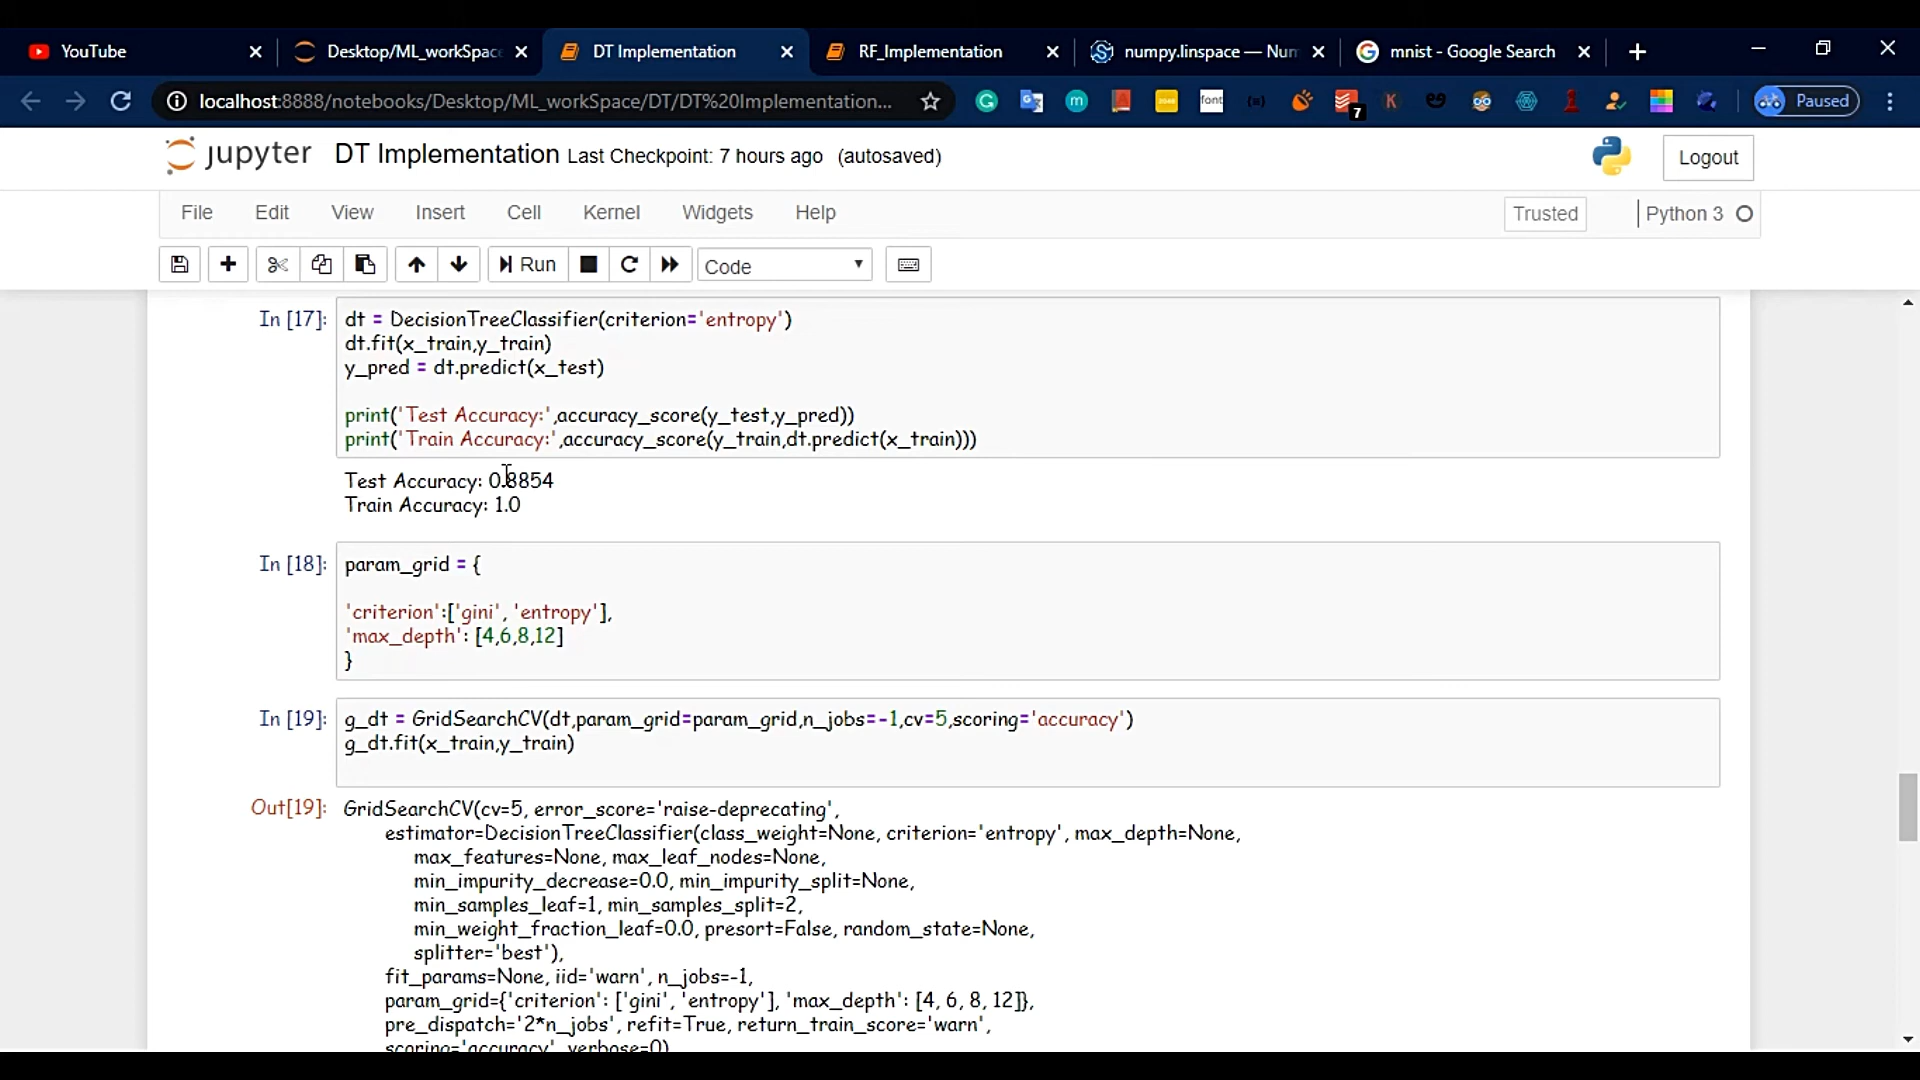 YouTube
Desktop/ML_workSpace
DT Implementation
RF_Implementation
numpy.linspace — Num
mnist - Google Search
localhost:8888/notebooks/Desktop/ML_workSpace/DT/DT%20Implementation...
font
7
Paused
jupyter DT Implementation Last Checkpoint: 7 hours ago (autosaved)
Logout
File Edit View Insert Cell Kernel Widgets Help
Trusted
Python 3
Run
Code
In [17]:
dt = DecisionTreeClassifier(criterion='entropy')
dt.fit(x_train,y_train)
y_pred = dt.predict(x_test)
print('Test Accuracy:',accuracy_score(y_test,y_pred))
print('Train Accuracy:',accuracy_score(y_train,dt.predict(x_train)))
Test Accuracy: 0.8854
Train Accuracy: 1.0
In [18]:
param_grid = {
'criterion':['gini', 'entropy'],
'max_depth': [4,6,8,12]
}
In [19]:
g_dt = GridSearchCV(dt,param_grid=param_grid,n_jobs=-1,cv=5,scoring='accuracy')
g_dt.fit(x_train,y_train)
Out[19]:
GridSearchCV(cv=5, error_score='raise-deprecating',
estimator=DecisionTreeClassifier(class_weight=None, criterion='entropy', max_depth=None,
max_features=None, max_leaf_nodes=None,
min_impurity_decrease=0.0, min_impurity_split=None,
min_samples_leaf=1, min_samples_split=2,
min_weight_fraction_leaf=0.0, presort=False, random_state=None,
splitter='best'),
fit_params=None, iid='warn', n_jobs=-1,
param_grid={'criterion': ['gini', 'entropy'], 'max_depth': [4, 6, 8, 12]},
pre_dispatch='2*n_jobs', refit=True, return_train_score='warn',
scoring='accuracy', verbose=0)